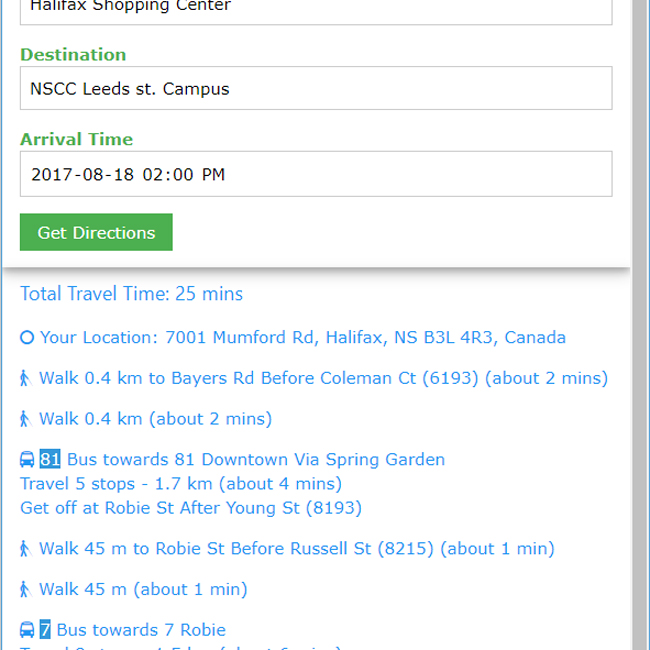 Halifax Shopping Center
Destination
NSCC Leeds st. Campus
Arrival Time
2017-08-18 02:00 PM
Get Directions
Total Travel Time: 25 mins
Your Location: 7001 Mumford Rd, Halifax, NS B3L 4R3, Canada
Walk 0.4 km to Bayers Rd Before Coleman Ct (6193) (about 2 mins)
Walk 0.4 km (about 2 mins)
81 Bus towards 81 Downtown Via Spring Garden
Travel 5 stops - 1.7 km (about 4 mins)
Get off at Robie St After Young St (8193)
Walk 45 m to Robie St Before Russell St (8215) (about 1 min)
Walk 45 m (about 1 min)
7 Bus towards 7 Robie